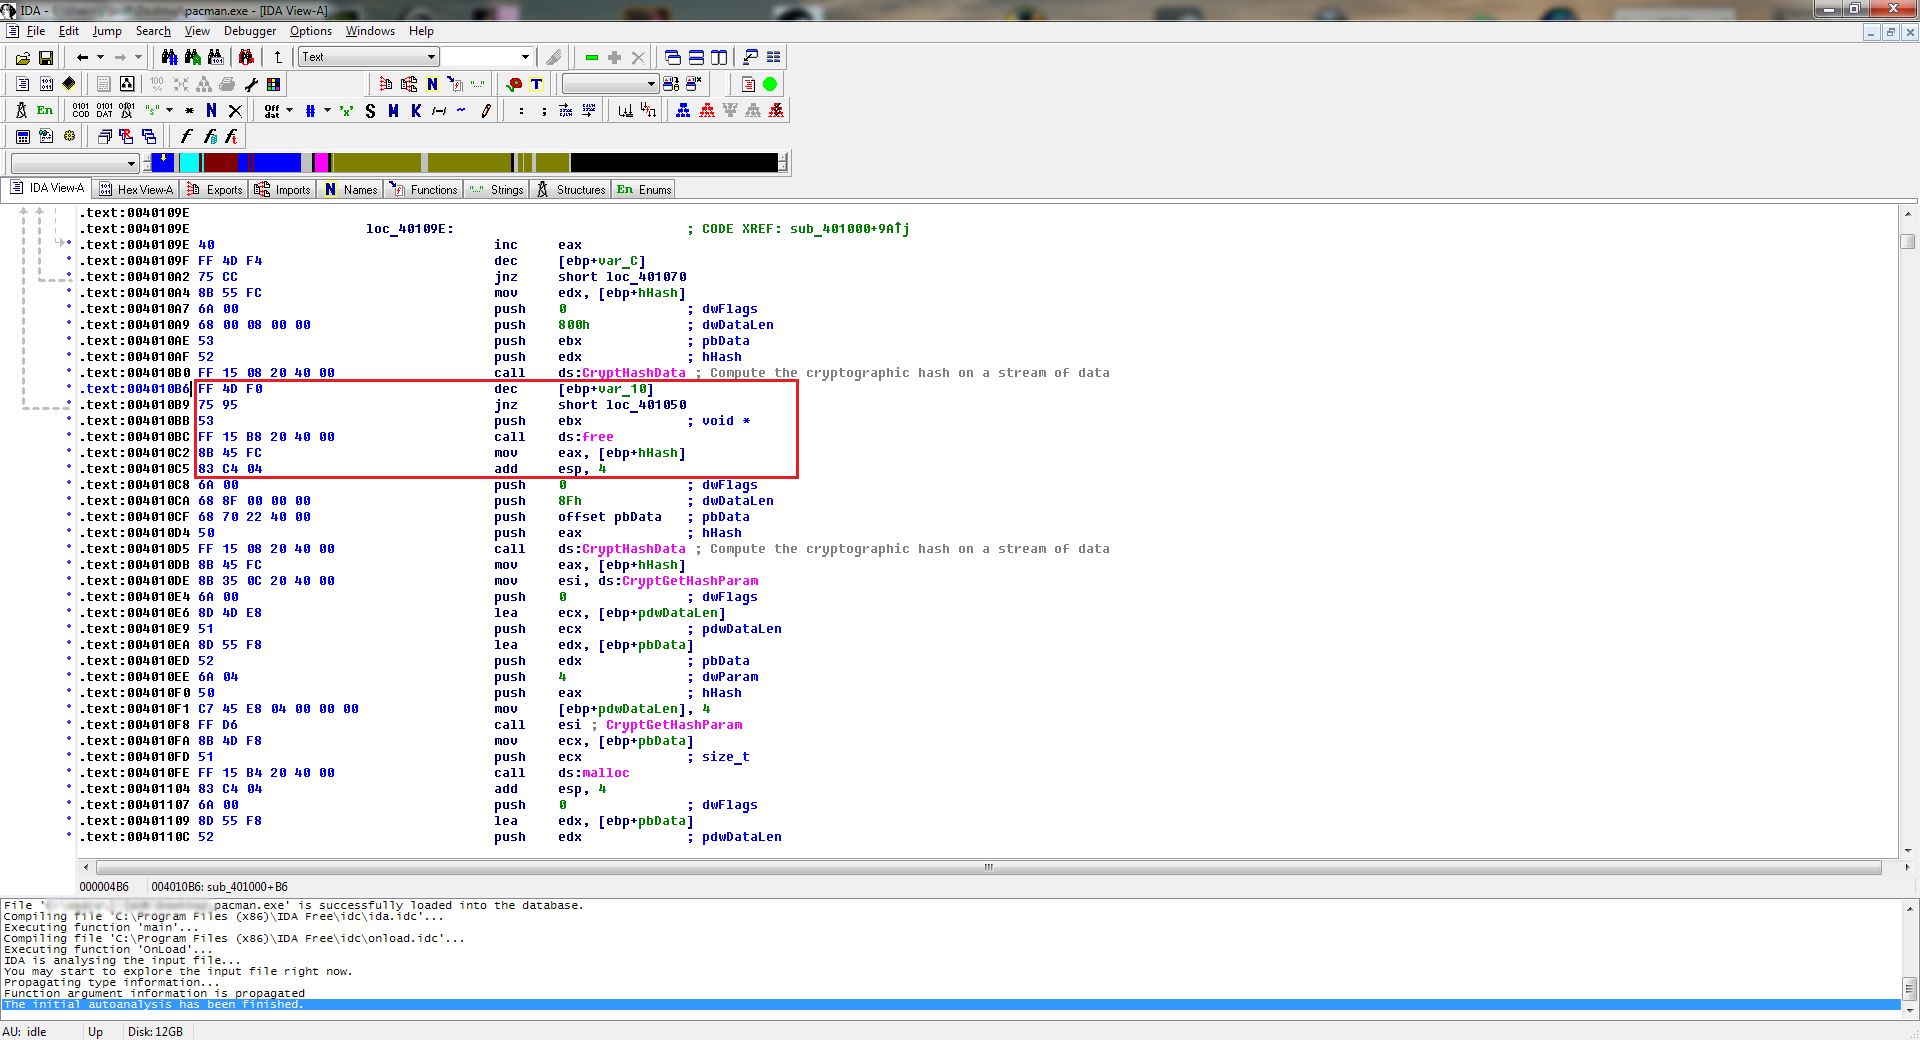 IDA - pacman.exe - [IDA View-A]
File Edit Jump Search View Debugger Options Windows Help
Text
IDA View-A Hex View-A Exports Imports N Names Functions Strings Structures En Enums
.text:0040109E
.text:0040109E loc_40109E: ; CODE XREF: sub_401000+9A↑j
.text:0040109E 40 inc eax
.text:0040109F FF 4D F4 dec [ebp+var_C]
.text:004010A2 75 CC jnz short loc_401070
.text:004010A4 8B 55 FC mov edx, [ebp+hHash]
.text:004010A7 6A 00 push 0 ; dwFlags
.text:004010A9 68 00 08 00 00 push 800h ; dwDataLen
.text:004010AE 53 push ebx ; pbData
.text:004010AF 52 push edx ; hHash
.text:004010B0 FF 15 08 20 40 00 call ds:CryptHashData ; Compute the cryptographic hash on a stream of data
.text:004010B6 FF 4D F0 dec [ebp+var_10]
.text:004010B9 75 95 jnz short loc_401050
.text:004010BB 53 push ebx ; void *
.text:004010BC FF 15 B8 20 40 00 call ds:free
.text:004010C2 8B 45 FC mov eax, [ebp+hHash]
.text:004010C5 83 C4 04 add esp, 4
.text:004010C8 6A 00 push 0 ; dwFlags
.text:004010CA 68 8F 00 00 00 push 8Fh ; dwDataLen
.text:004010CF 68 70 22 40 00 push offset pbData ; pbData
.text:004010D4 50 push eax ; hHash
.text:004010D5 FF 15 08 20 40 00 call ds:CryptHashData ; Compute the cryptographic hash on a stream of data
.text:004010DB 8B 45 FC mov eax, [ebp+hHash]
.text:004010DE 8B 35 0C 20 40 00 mov esi, ds:CryptGetHashParam
.text:004010E4 6A 00 push 0 ; dwFlags
.text:004010E6 8D 4D E8 lea ecx, [ebp+pdwDataLen]
.text:004010E9 51 push ecx ; pdwDataLen
.text:004010EA 8D 55 F8 lea edx, [ebp+pbData]
.text:004010ED 52 push edx ; pbData
.text:004010EE 6A 04 push 4 ; dwParam
.text:004010F0 50 push eax ; hHash
.text:004010F1 C7 45 E8 04 00 00 00 mov [ebp+pdwDataLen], 4
.text:004010F8 FF D6 call esi ; CryptGetHashParam
.text:004010FA 8B 4D F8 mov ecx, [ebp+pbData]
.text:004010FD 51 push ecx ; size_t
.text:004010FE FF 15 B4 20 40 00 call ds:malloc
.text:00401104 83 C4 04 add esp, 4
.text:00401107 6A 00 push 0 ; dwFlags
.text:00401109 8D 55 F8 lea edx, [ebp+pbData]
.text:0040110C 52 push edx ; pdwDataLen
000004B6 004010B6: sub_401000+B6
File ' pacman.exe' is successfully loaded into the database.
Compiling file 'C:\Program Files (x86)\IDA Free\idc\ida.idc'...
Executing function 'main'...
Compiling file 'C:\Program Files (x86)\IDA Free\idc\onload.idc'...
Executing function 'OnLoad'...
IDA is analysing the input file...
You may start to explore the input file right now.
Propagating type information...
Function argument information is propagated
The initial autoanalysis has been finished.
AU: idle Up Disk: 12GB